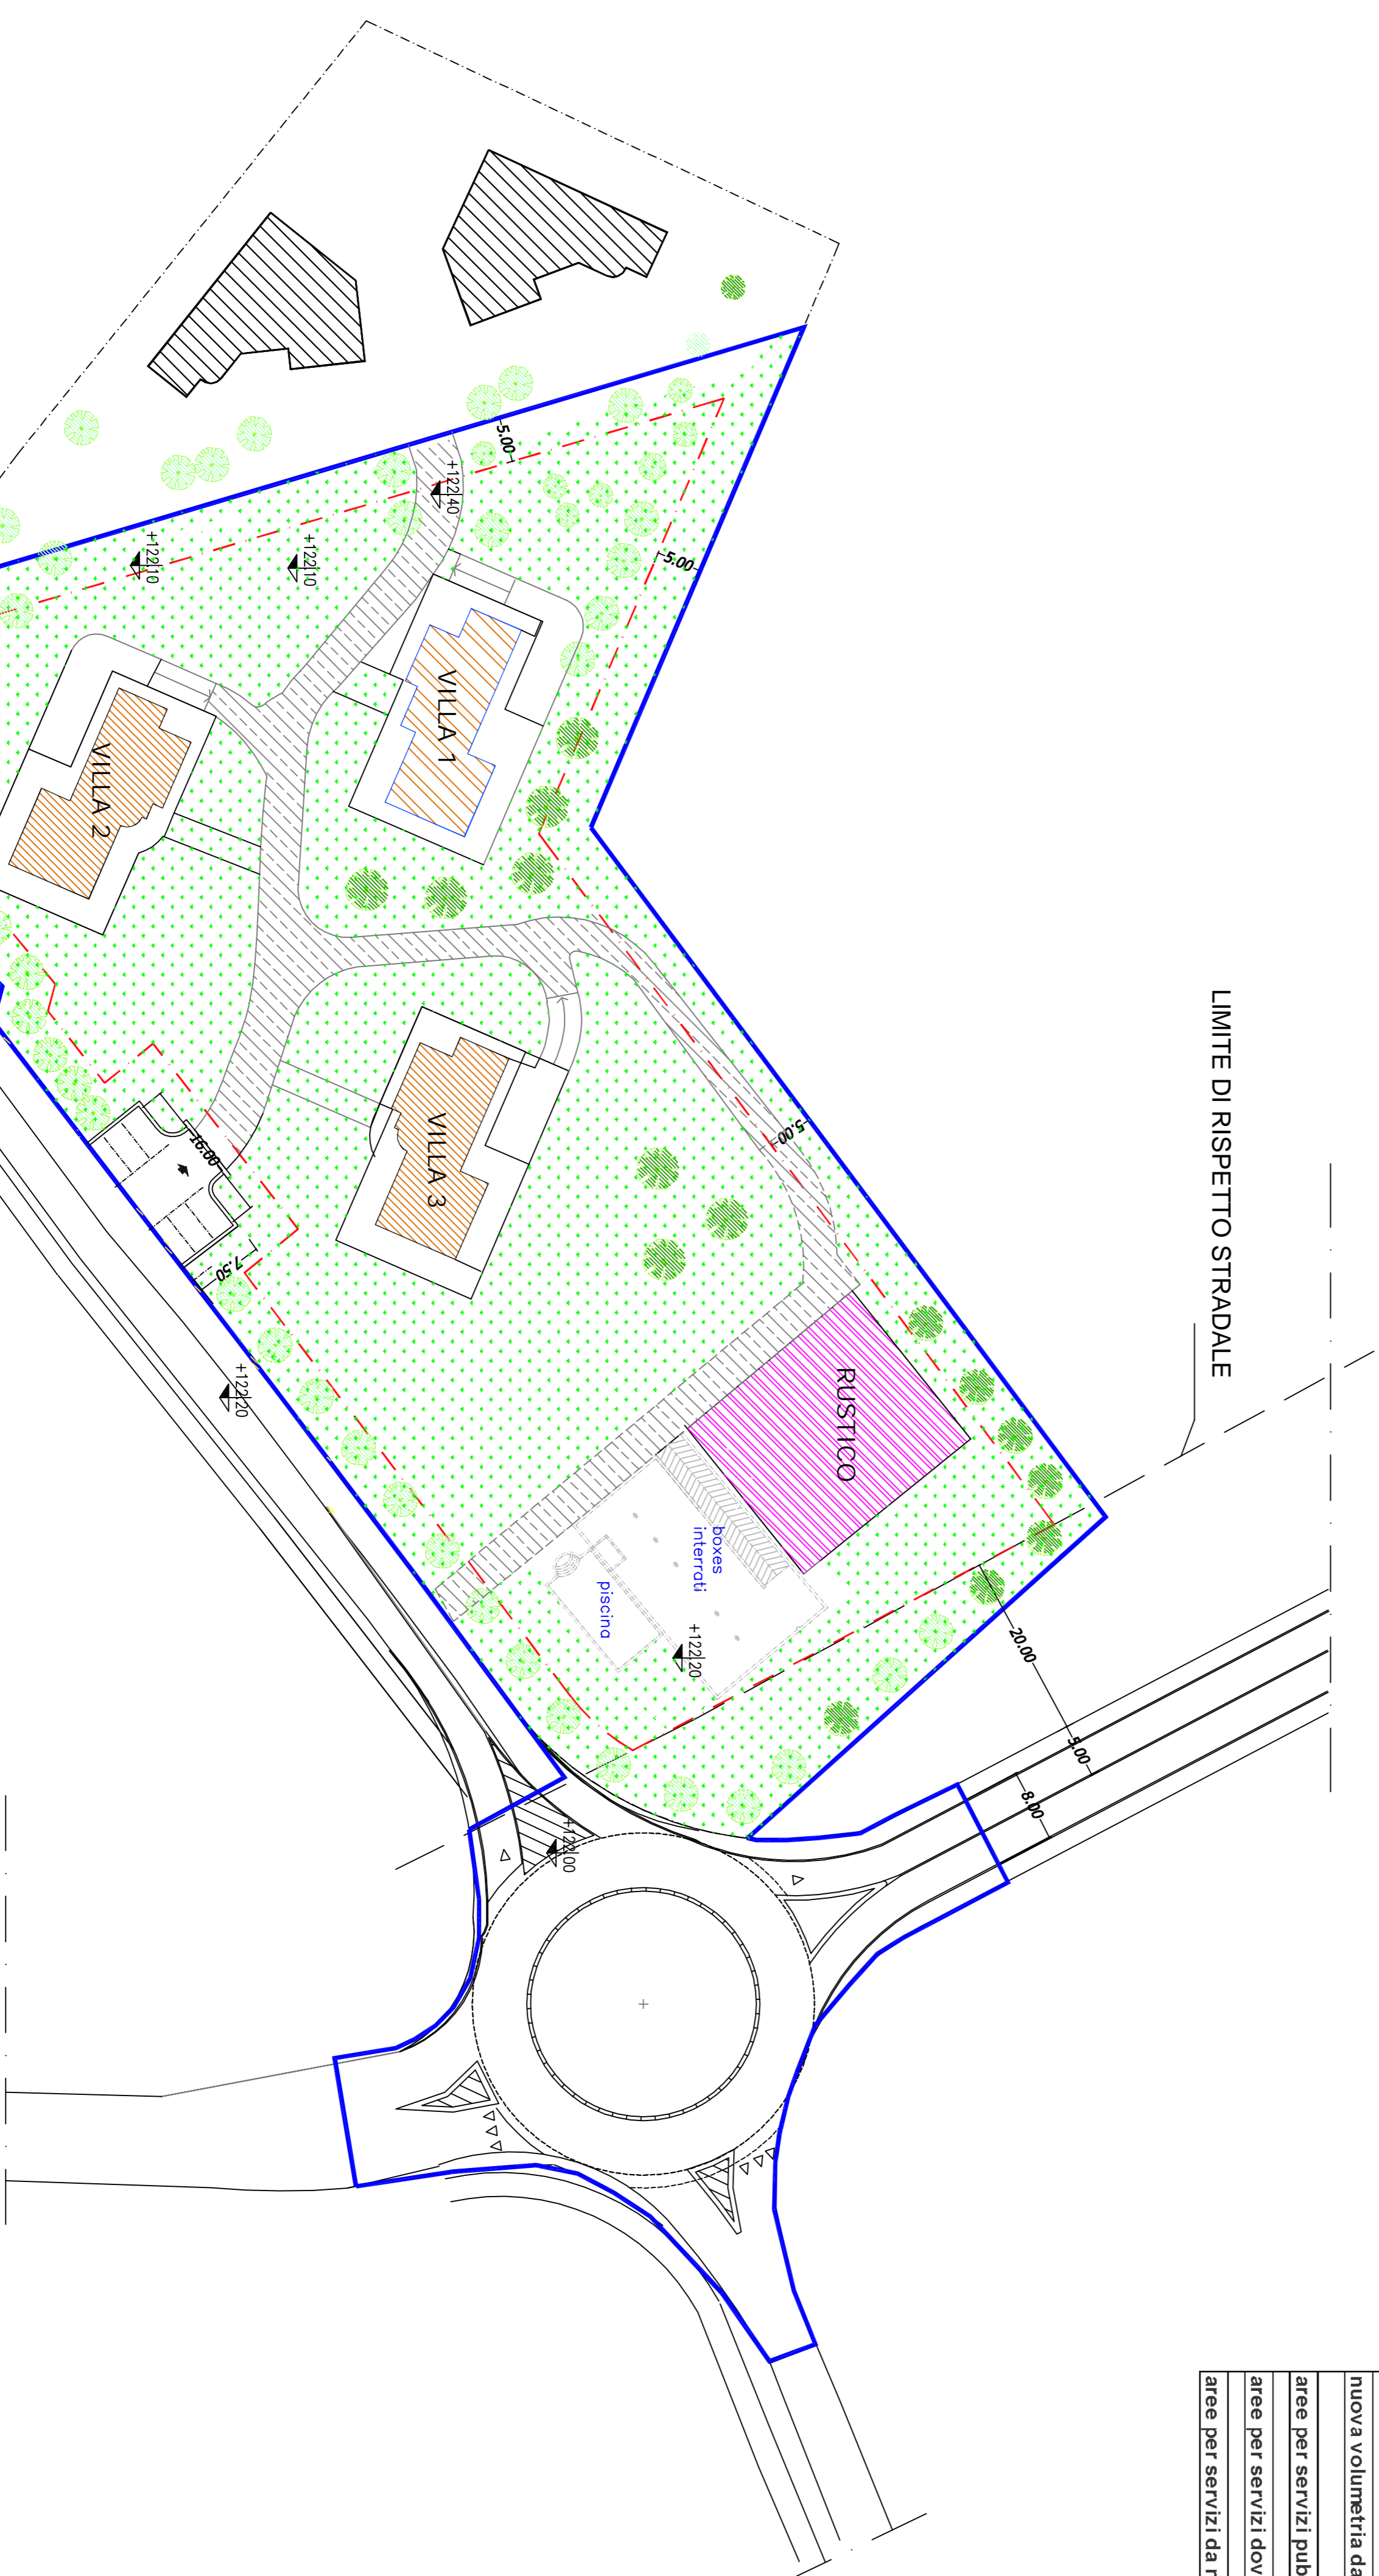 LIMITE DI RISPETTO STRADALE
VILLA 1
VILLA 2
VILLA 3
RUSTICO
boxes
interrati
piscina
5.00
5.00
5.00
16.00
7.50
20.00
5.00
8.00
+122.40
+122.10
+122.10
+122.20
+122.20
+122.00
nuova volumetria da
aree per servizi pub
aree per servizi dov
aree per servizi da